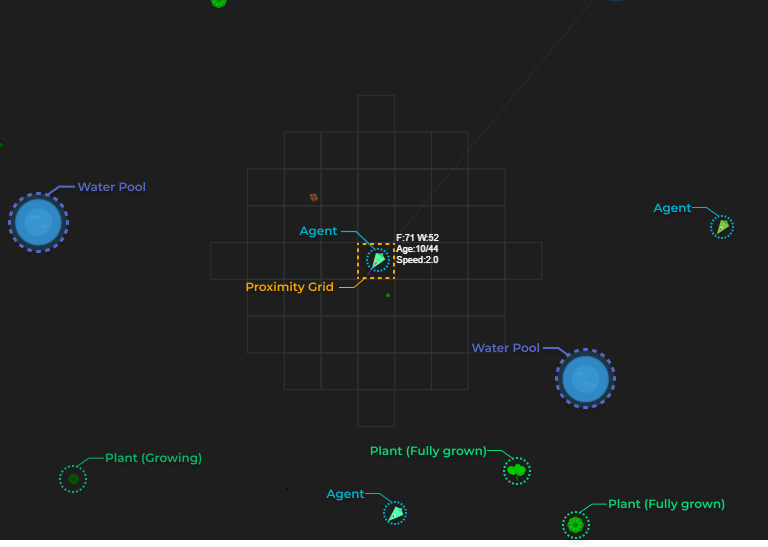 Water Pool
Agent
Agent
F:71 W:52
Age:10/44
Speed:2.0
Proximity Grid
Water Pool
Plant (Fully grown)
Plant (Growing)
Agent
Plant (Fully grown)